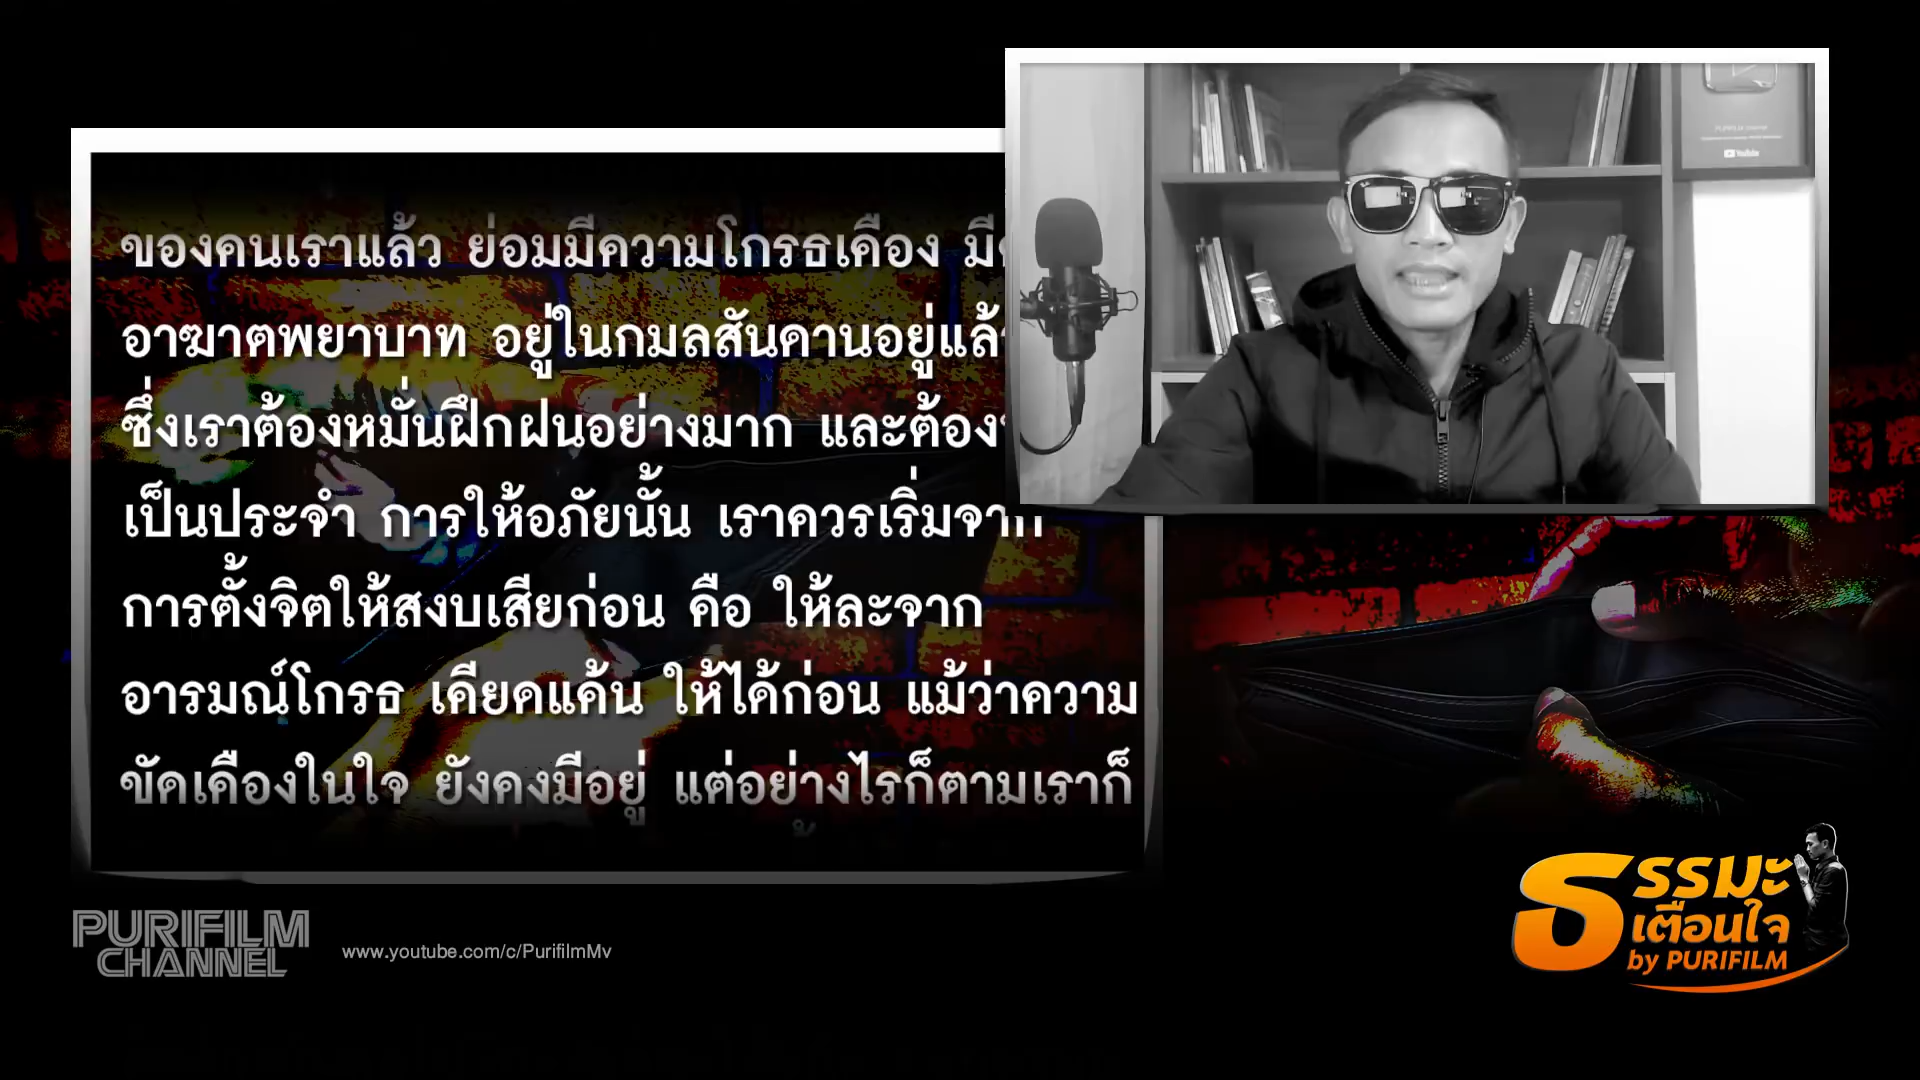 ของคนเราแล้ว ย่อมมีความโกรธเคือง
อาฆาตพยาบาท อยู่ในกมลสันดานอยู่แล้ว
ซึ่งเราต้องหมั่นฝึกฝนอย่างมาก และต้อง
เป็นประจำ การให้อภัยนั้น เราควรเริ่มจาก
การตั้งจิตให้สงบเสียก่อน คือ ให้ละจาก
อารมณ์โกรธ เคียดแค้น ให้ได้ก่อน แม้ว่าความ
ขัดเคืองในใจ ยังคงมีอยู่ แต่อย่างไรก็ตามเราก็
YouTube
PURIFILM
CHANNEL
www.youtube.com/c/PurifilmMv
ธรรมะ
เตือนใจ
by PURIFILM